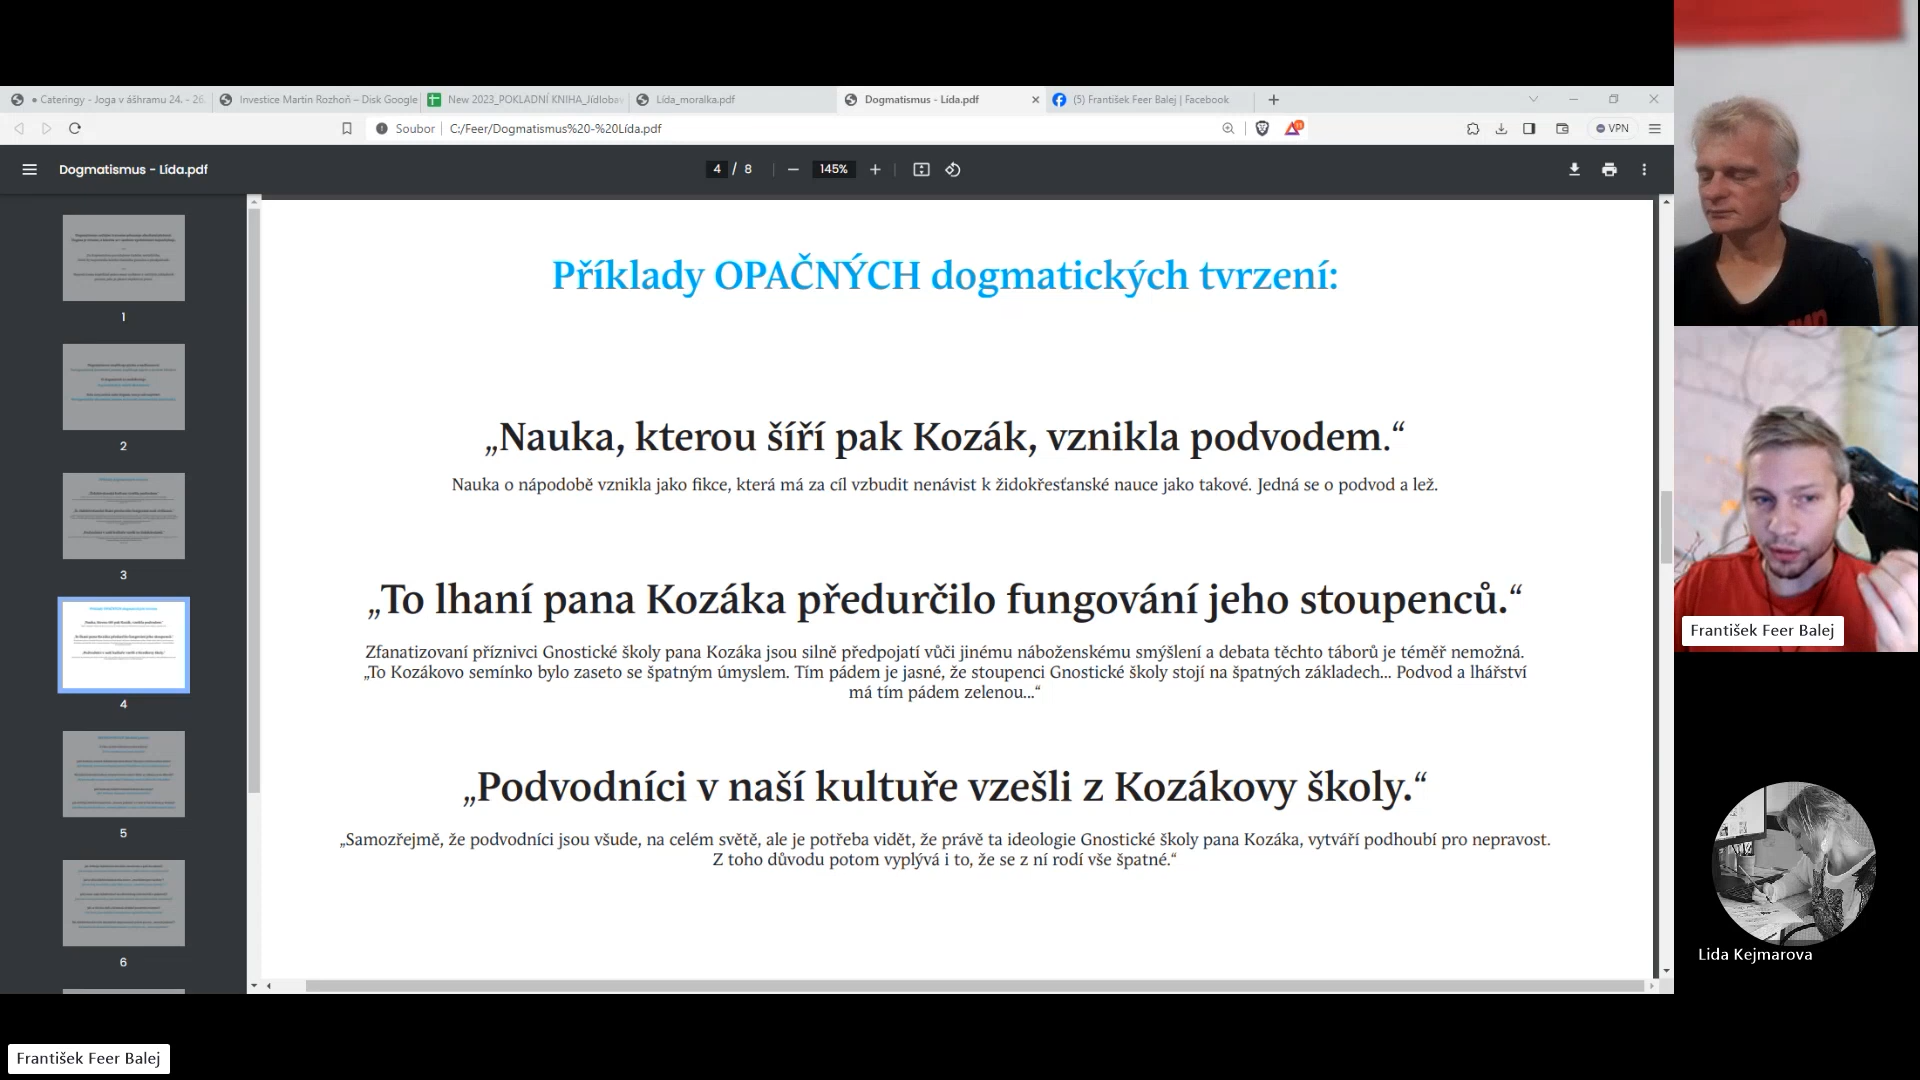 Cateringy - Joga v ášhramu 24. - 26.
Investice Martin Rozhoň – Disk Google
New 2023_POKLADNÍ KNIHA_Jídloba
Lída_moralka.pdf
Dogmatismus - Lída.pdf
(5) František Feer Balej | Facebook
Soubor
C:/Feer/Dogmatismus%20-%20Lída.pdf
VPN
Dogmatismus - Lída.pdf
4 / 8
145%
1
2
3
4
5
6
Příklady OPAČNÝCH dogmatických tvrzení:
„Nauka, kterou šíří pak Kozák, vznikla podvodem.“
Nauka o nápodobě vznikla jako fikce, která má za cíl vzbudit nenávist k židokřesťanské nauce jako takové. Jedná se o podvod a lež.
„To lhaní pana Kozáka předurčilo fungování jeho stoupenců.“
Zfanatizovaní příznivci Gnostické školy pana Kozáka jsou silně předpojatí vůči jinému náboženskému smýšlení a debata těchto táborů je téměř nemožná.
„To Kozákovo semínko bylo zaseto se špatným úmyslem. Tím pádem je jasné, že stoupenci Gnostické školy stojí na špatných základech... Podvod a lhářství
má tím pádem zelenou...“
„Podvodníci v naší kultuře vzešli z Kozákovy školy.“
„Samozřejmě, že podvodníci jsou všude, na celém světě, ale je potřeba vidět, že právě ta ideologie Gnostické školy pana Kozáka, vytváří podhoubí pro nepravost.
Z toho důvodu potom vyplývá i to, že se z ní rodí vše špatné.“
František Feer Balej
Lida Kejmarova
František Feer Balej